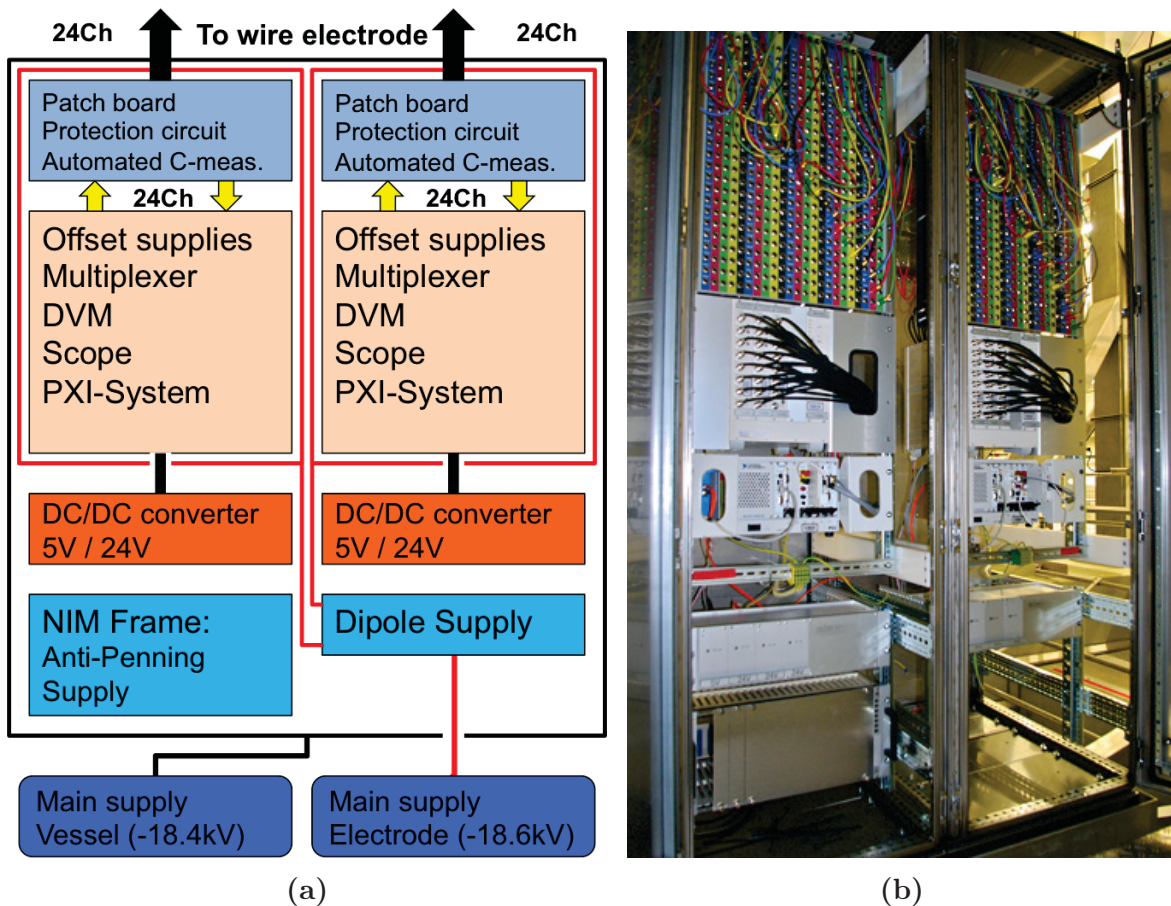 24Ch
To wire electrode
24Ch
Patch board
Protection circuit
Automated C-meas.
Patch board
Protection circuit
Automated C-meas.
24Ch
24Ch
Offset supplies
Multiplexer
DVM
Scope
PXI-System
Offset supplies
Multiplexer
DVM
Scope
PXI-System
DC/DC converter
5V / 24V
DC/DC converter
5V / 24V
NIM Frame:
Anti-Penning
Supply
Dipole Supply
Main supply
Vessel (-18.4kV)
Main supply
Electrode (-18.6kV)
(a)
(b)